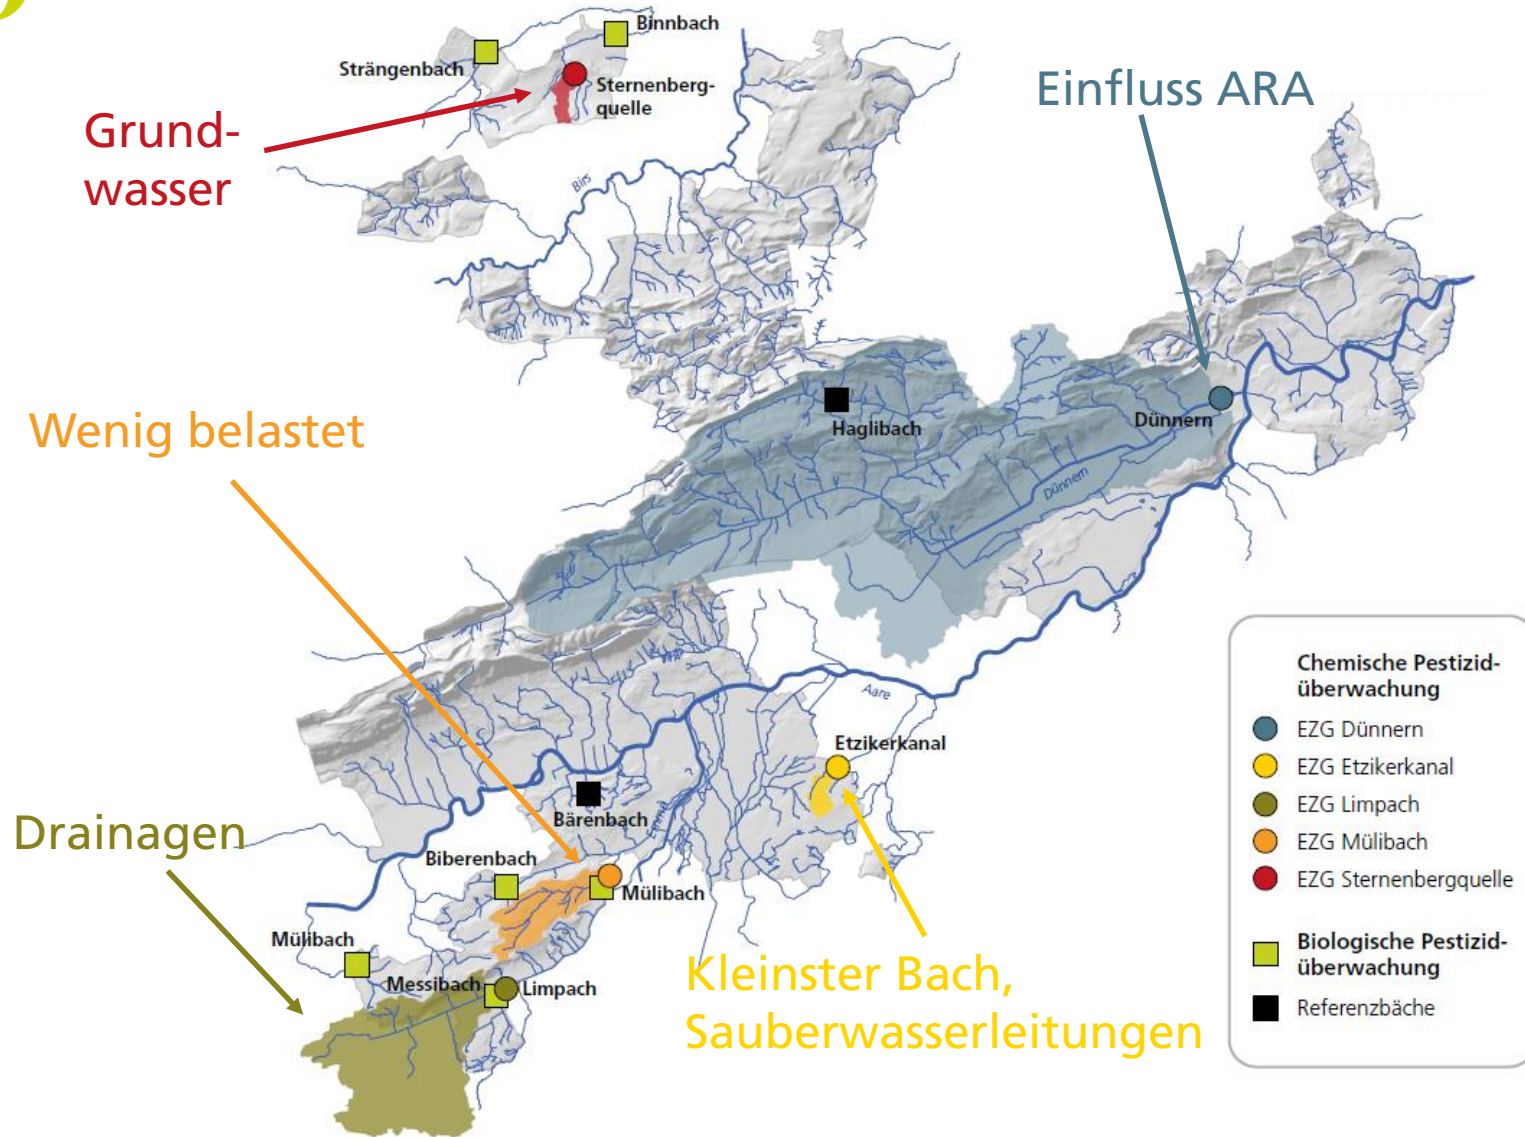 Binnbach
Strängenbach
Sternenberg-
quelle
Einfluss ARA
Grund-
wasser
Birs
Wenig belastet
Haglibach
Dünnern
Dünnern
Aare
Etzikerkanal
Chemische Pestizid-
überwachung
EZG Dünnern
EZG Etzikerkanal
EZG Limpach
EZG Mülibach
EZG Sternenbergquelle
Biologische Pestizid-
überwachung
Referenzbäche
Bärenbach
Emme
Drainagen
Biberenbach
Mülibach
Mülibach
Messibach
Limpach
Kleinster Bach,
Sauberwasserleitungen